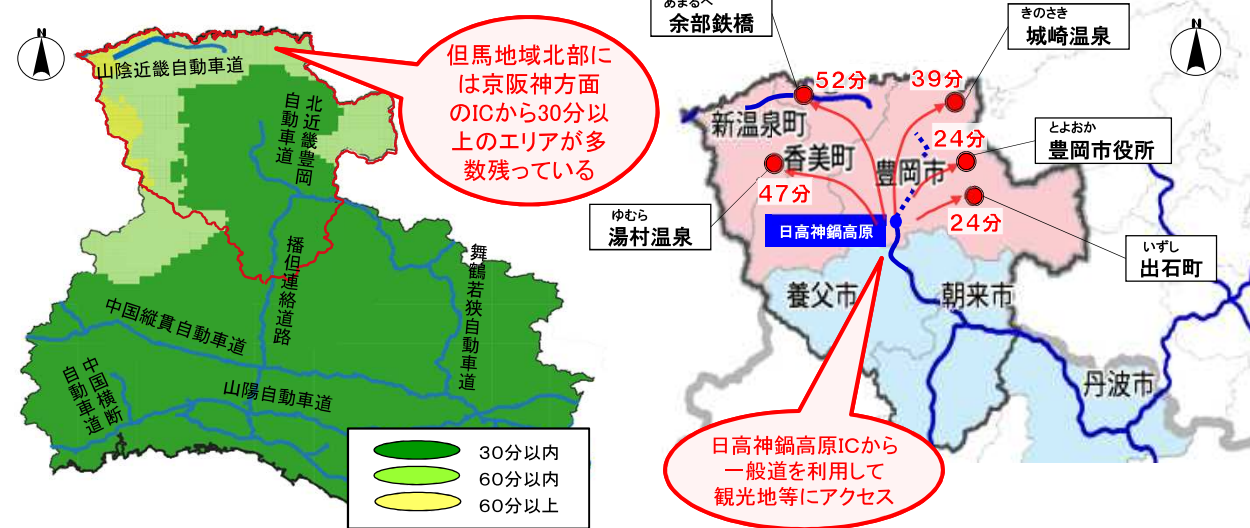 N
山陰近畿自動車道
北近畿豊岡
自動車道
但馬地域北部に
は京阪神方面
のICから30分以
上のエリアが多
数残っている
播但連絡道路
舞鶴若狭自動車道
中国縦貫自動車道
中国横断
自動車道
山陽自動車道
30分以内
60分以内
60分以上
あまるべ
余部鉄橋
きのさき
城崎温泉
N
52分
39分
新温泉町
香美町
豊岡市
24分
とよおか
豊岡市役所
47分
24分
ゆむら
湯村温泉
日高神鍋高原
いずし
出石町
養父市
朝来市
丹波市
日高神鍋高原ICから
一般道を利用して
観光地等にアクセス